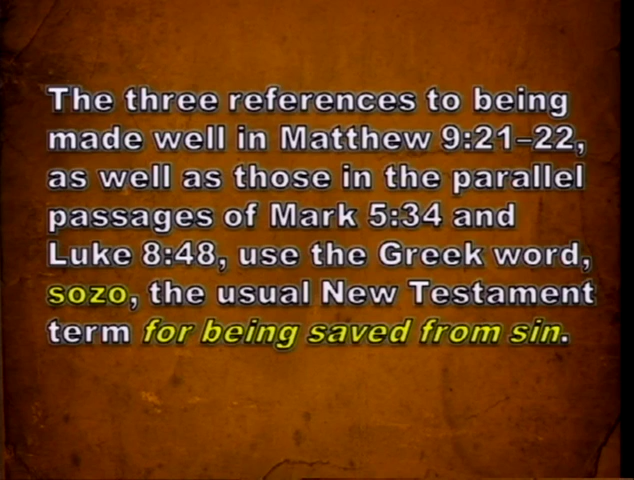 The three references to being
made well in Matthew 9:21–22,
as well as those in the parallel
passages of Mark 5:34 and
Luke 8:48, use the Greek word,
sozo, the usual New Testament
term for being saved from sin.